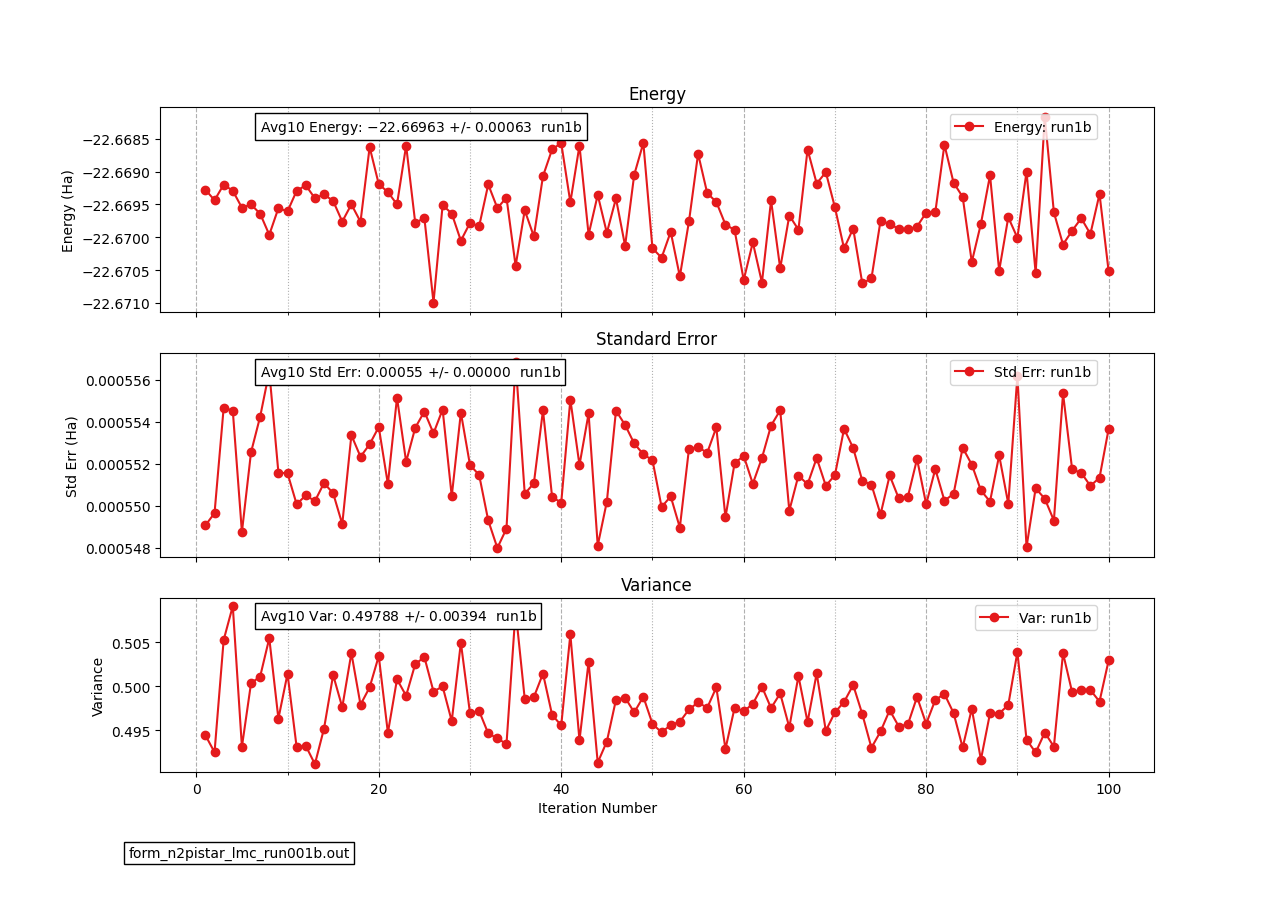 Energy
Avg10 Energy: −22.66963 +/- 0.00063 run1b
Energy: run1b
−22.6685
−22.6690
−22.6695
−22.6700
−22.6705
−22.6710
Energy (Ha)
Standard Error
Avg10 Std Err: 0.00055 +/- 0.00000 run1b
Std Err: run1b
0.000556
0.000554
0.000552
0.000550
0.000548
Std Err (Ha)
Variance
Avg10 Var: 0.49788 +/- 0.00394 run1b
Var: run1b
0.505
0.500
0.495
Variance
0 20 40 60 80 100
Iteration Number
form_n2pistar_lmc_run001b.out